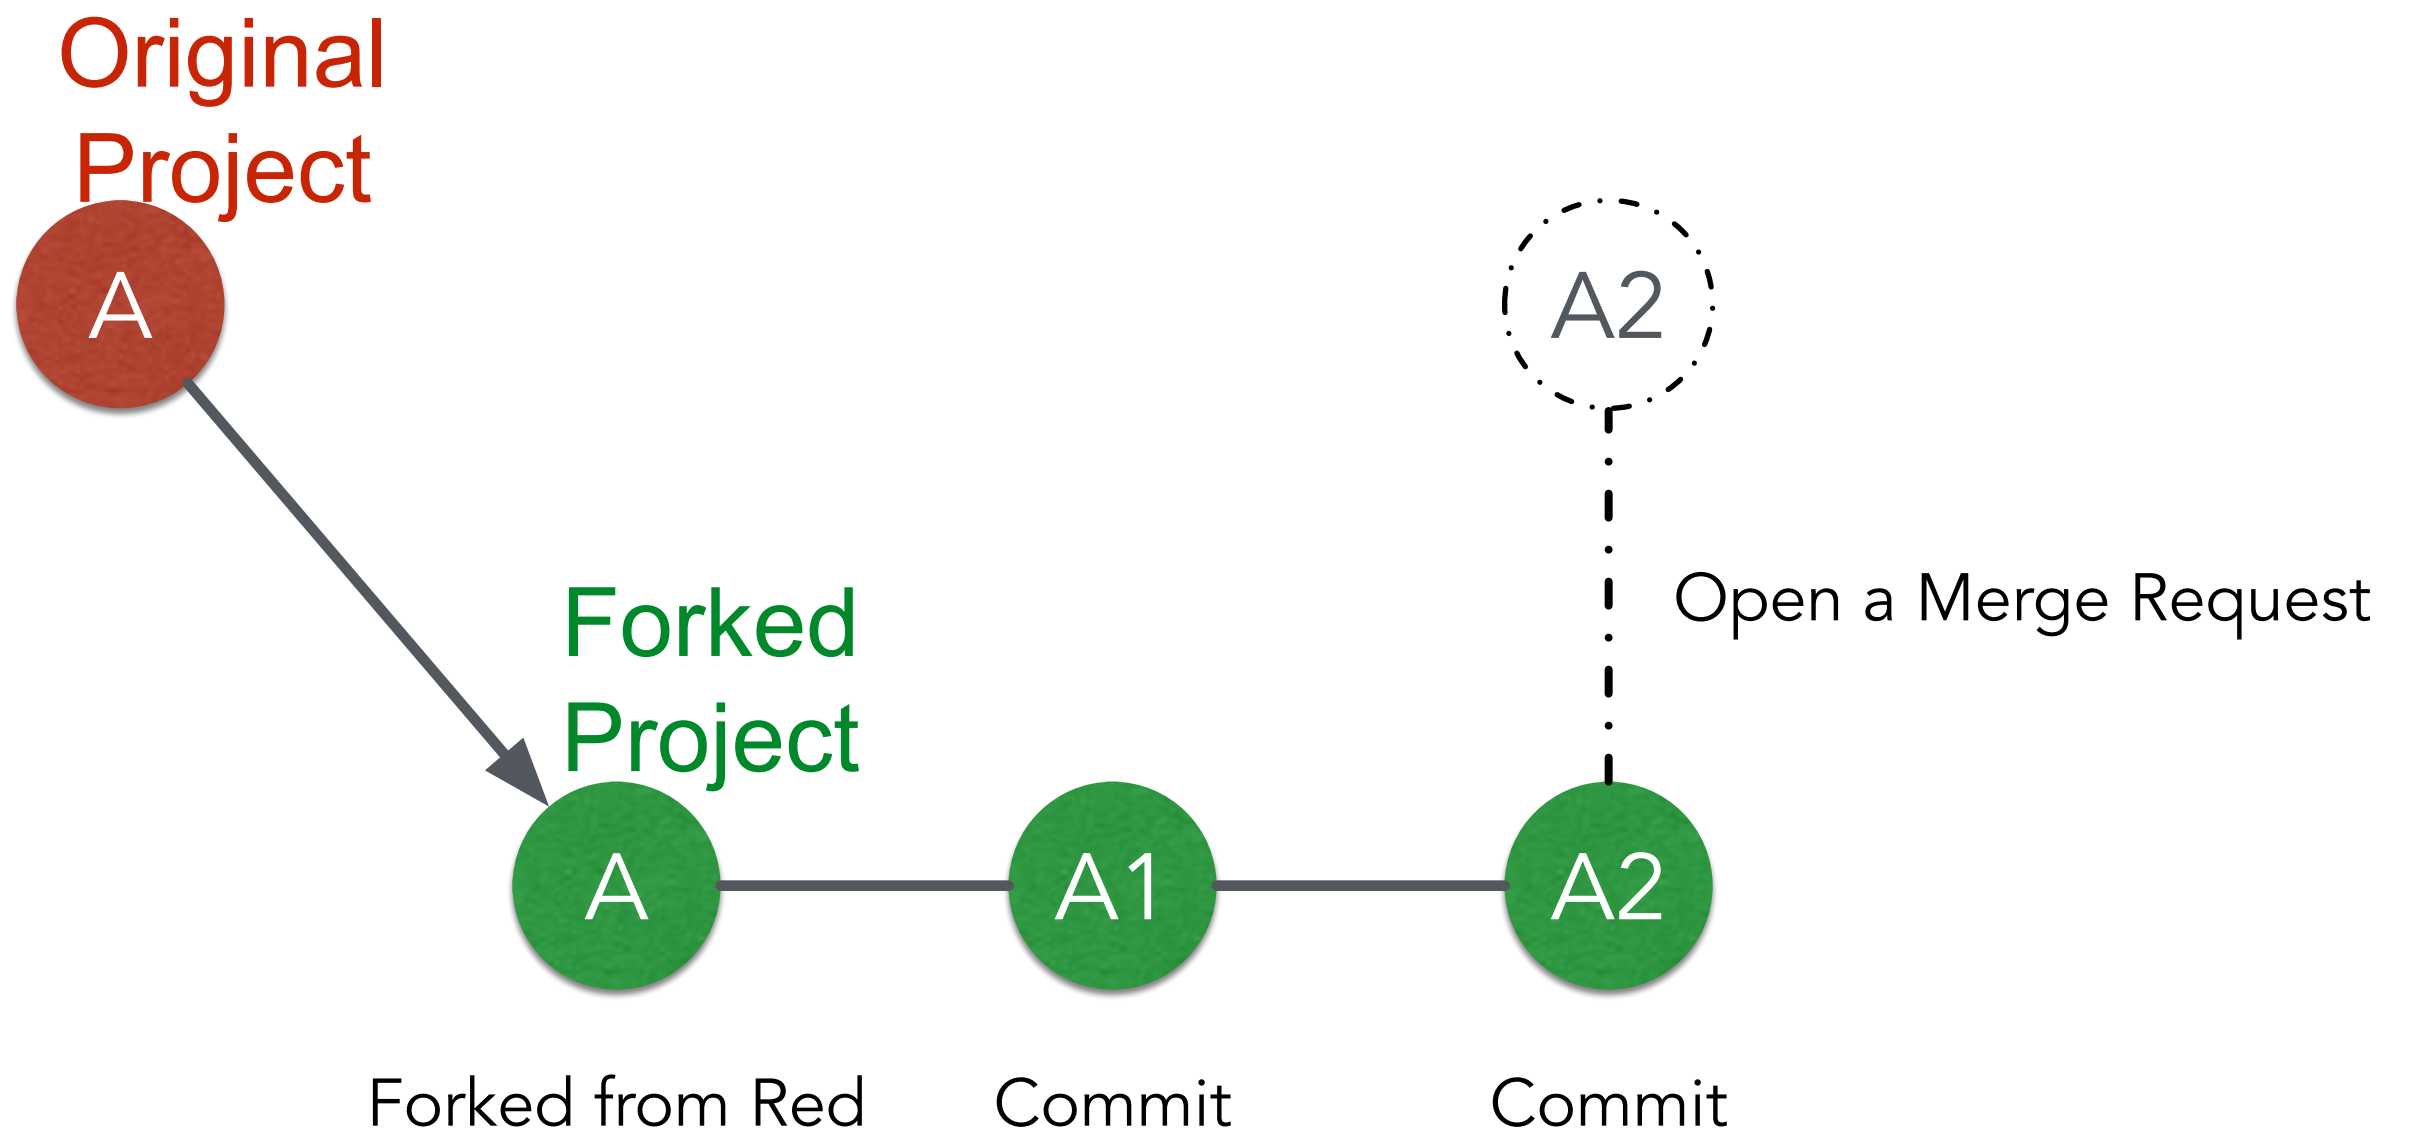 Original
Project
A
A2
Open a Merge Request
Forked
Project
A
A1
A2
Forked from Red
Commit
Commit